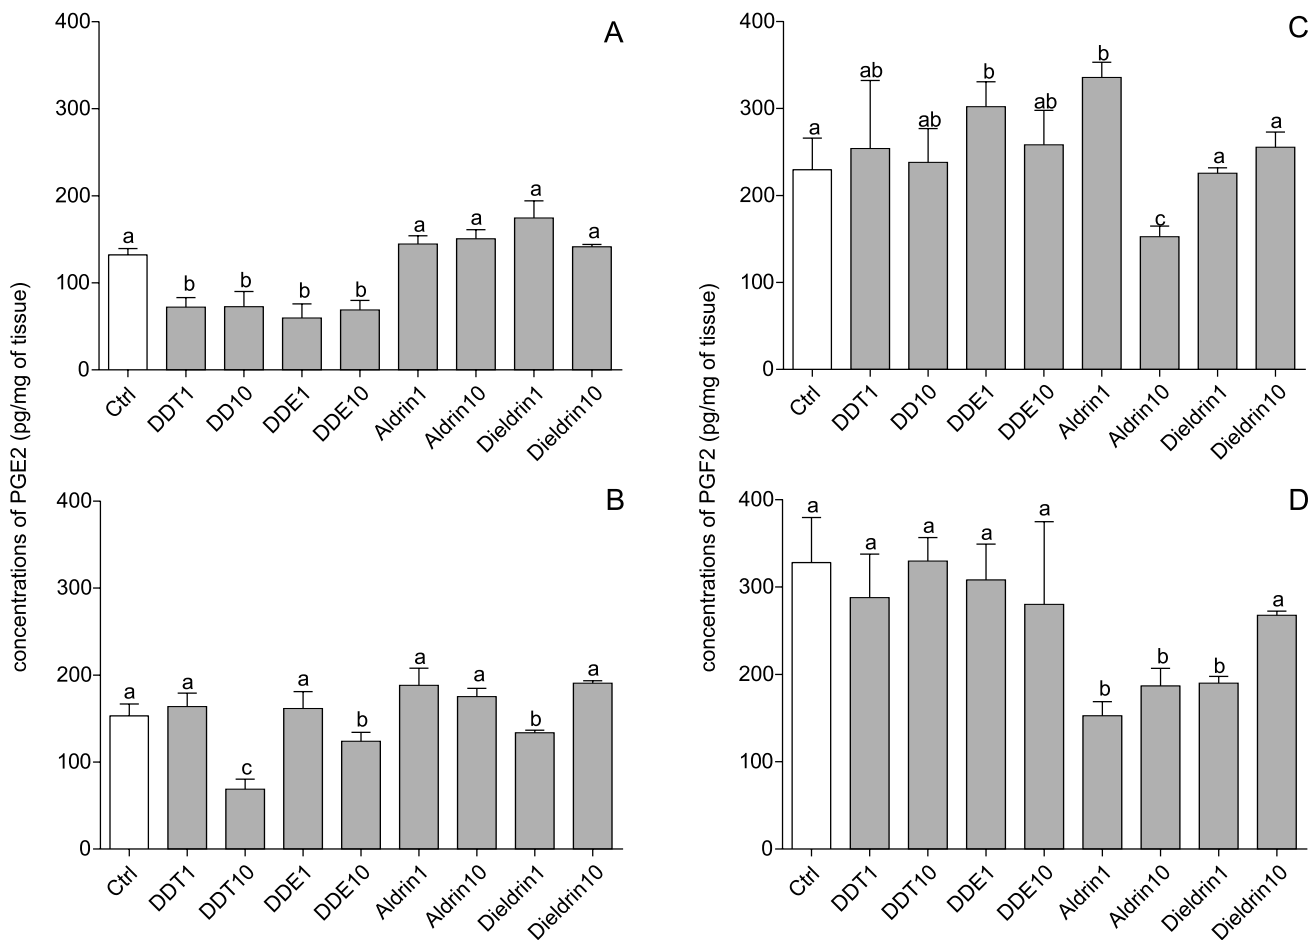 concentrations of PGE2 (pg/mg of tissue)
A
400
300
200
100
0
a
b
b
b
b
a
a
a
a
Ctrl
DDT1
DD10
DDE1
DDE10
Aldrin1
Aldrin10
Dieldrin1
Dieldrin10
B
400
300
200
100
0
a
a
c
a
b
a
a
b
a
Ctrl
DDT1
DDT10
DDE1
DDE10
Aldrin1
Aldrin10
Dieldrin1
Dieldrin10
concentrations of PGF2 (pg/mg of tissue)
C
400
300
200
100
0
a
ab
ab
b
ab
b
c
a
a
Ctrl
DDT1
DD10
DDE1
DDE10
Aldrin1
Aldrin10
Dieldrin1
Dieldrin10
D
400
300
200
100
0
a
a
a
a
a
b
b
b
a
Ctrl
DDT1
DDT10
DDE1
DDE10
Aldrin1
Aldrin10
Dieldrin1
Dieldrin10